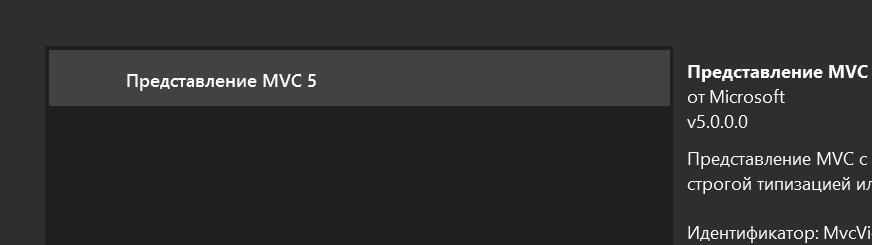 Представление MVC 5
Представление MVC
от Microsoft
v5.0.0.0
Представление MVC с
строгой типизацией
Идентификатор: